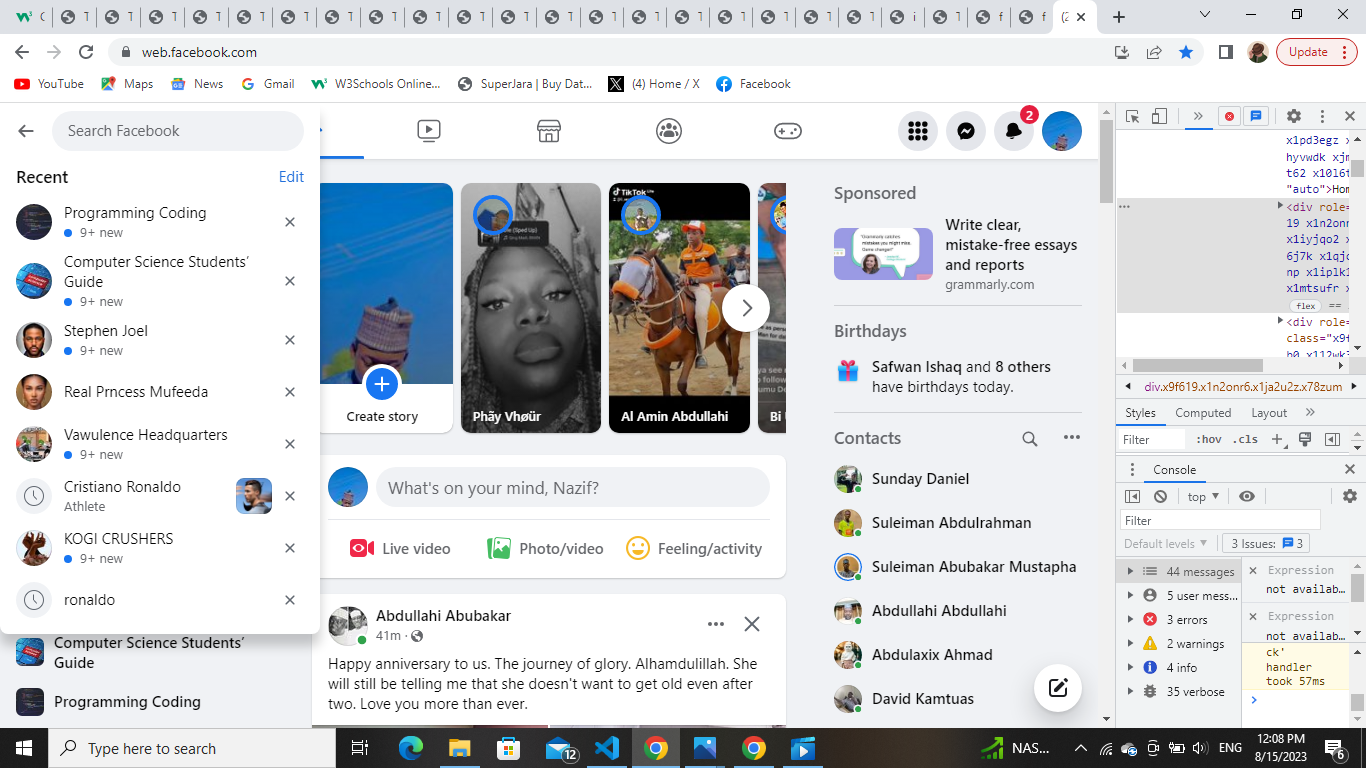 web.facebook.com
Update
YouTube
Maps
News
Gmail
W3Schools Online...
SuperJara | Buy Dat...
(4) Home / X
Facebook
Search Facebook
Recent
Edit
Programming Coding
9+ new
Computer Science Students’
Guide
9+ new
Stephen Joel
9+ new
Real Prncess Mufeeda
Vawulence Headquarters
9+ new
Cristiano Ronaldo
Athlete
KOGI CRUSHERS
9+ new
ronaldo
Computer Science Students’
Guide
Programming Coding
2
Create story
Phãy Vhøür
TikTok
Al Amin Abdullahi
Bi
What's on your mind, Nazif?
Live video
Photo/video
Feeling/activity
Abdullahi Abubakar
41m ·
Happy anniversary to us. The journey of glory. Alhamdulillah. She
will still be telling me that she doesn't want to get old even after
two. Love you more than ever.
Sponsored
Write clear,
mistake-free essays
and reports
grammarly.com
Birthdays
Safwan Ishaq and 8 others
have birthdays today.
Contacts
Sunday Daniel
Suleiman Abdulrahman
Suleiman Abubakar Mustapha
Abdullahi Abdullahi
Abdulaxix Ahmad
David Kamtuas
x1pd3egz x
hyvwdk xjm
t62 x10l6t
"auto">Hom
<div role=
19 x1n2onr
x1iyjqo2 x
6j7k x1qjc
np x1iplk1
x1mtsufr x
flex ==
<div role=
class="x9f
div.x9f619.x1n2onr6.x1ja2u2z.x78zum
Styles
Computed
Layout
Filter
:hov
.cls
Console
top
Filter
Default levels
3 Issues: 3
44 messages
5 user mess...
3 errors
2 warnings
4 info
35 verbose
Expression
not availab…
Expression
not availab…
ck'
handler
took 57ms
Type here to search
12
NAS...
ENG
12:08 PM
8/15/2023
6